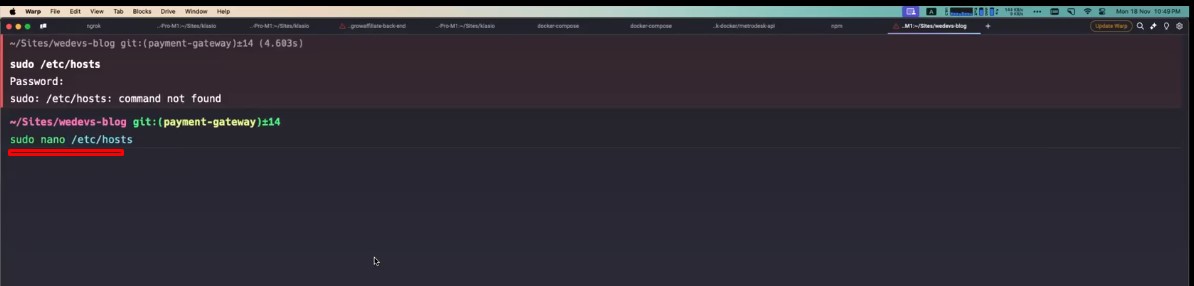 Warp File Edit View Tab Blocks Drive Window Help Mon 18 Nov 10:49 PM
ngrok ..-Pro-M1:~/Sites/klasio ..-Pro-M1:~/Sites/klasio ..-Pro-M1:~/Sites/klasio ..growaffiliate-back-end docker-compose docker-compose ..k-docker/metrodesk-api npm ..M1:~/Sites/wedevs-blog + Update Warp
~/Sites/wedevs-blog git:(payment-gateway)±14 (4.603s)
sudo /etc/hosts
Password:
sudo: /etc/hosts: command not found
~/Sites/wedevs-blog git:(payment-gateway)±14
sudo nano /etc/hosts